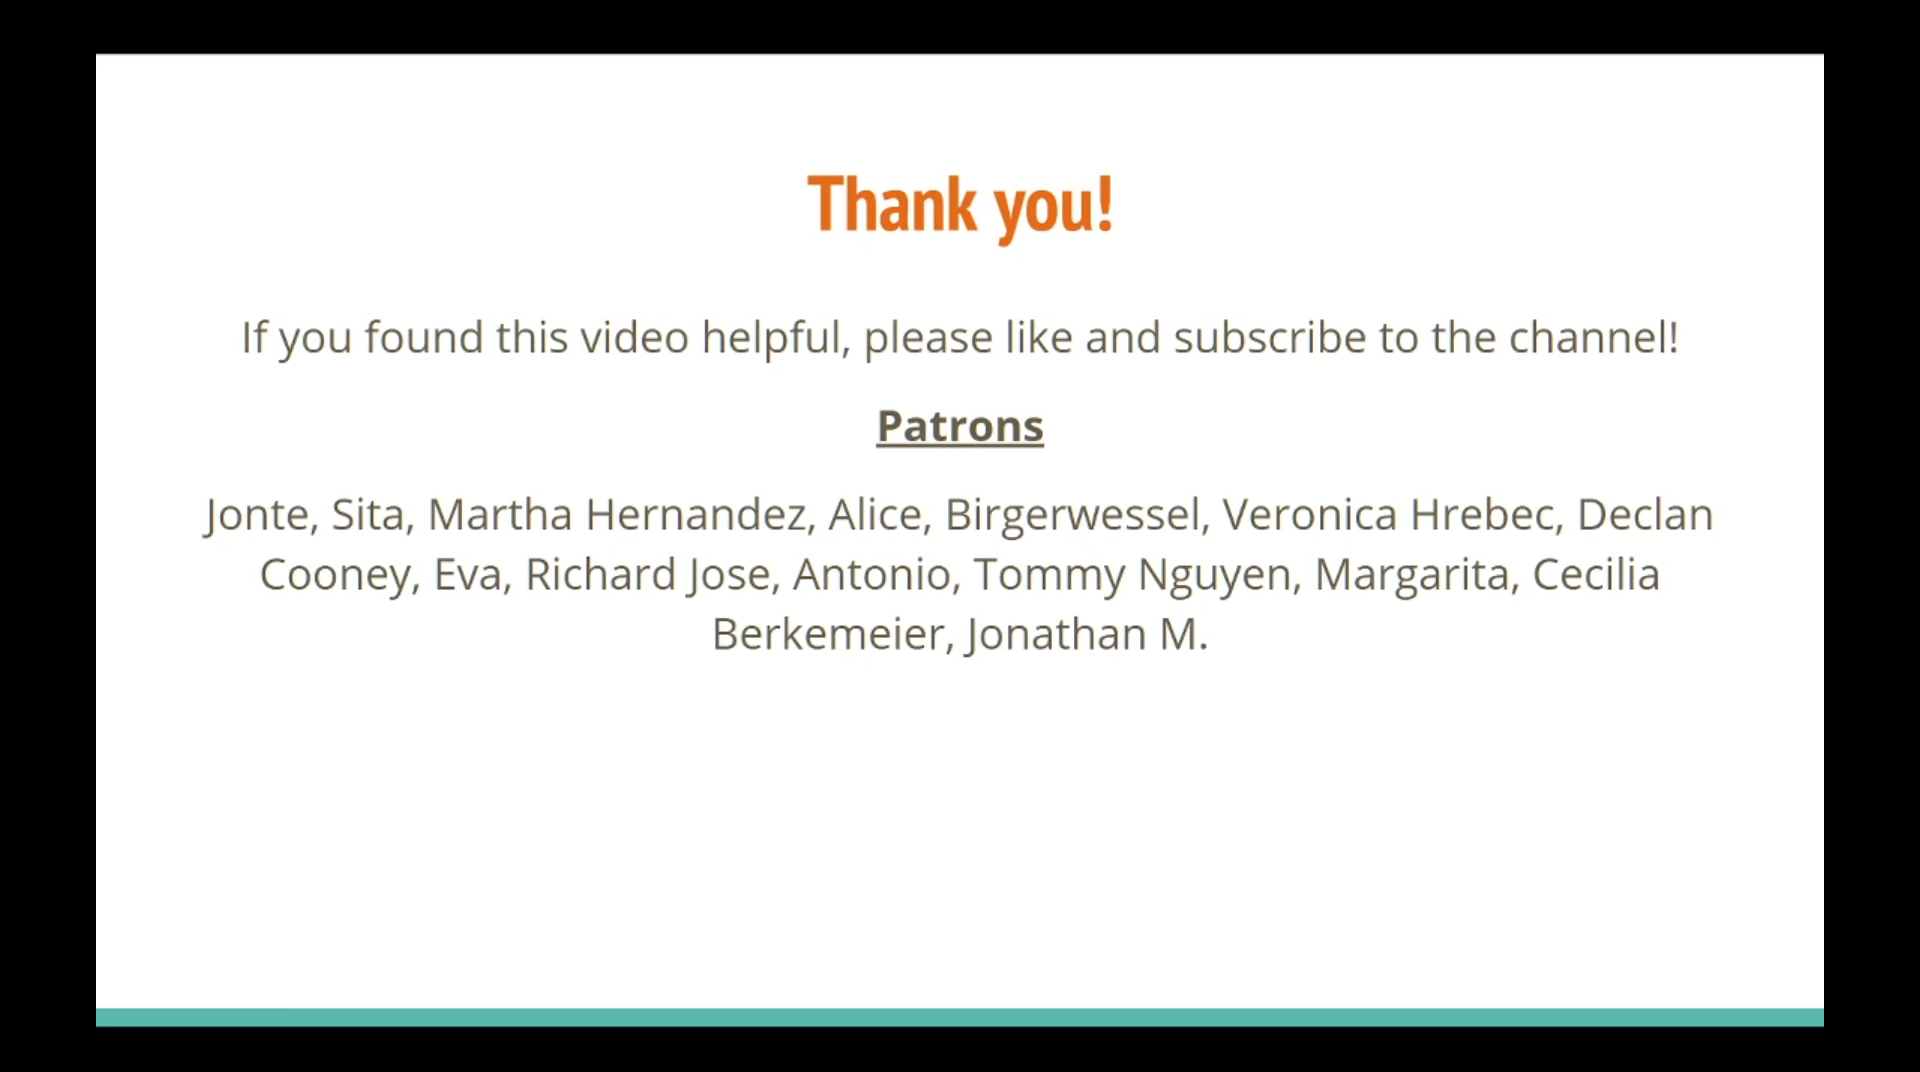 Thank you!
If you found this video helpful, please like and subscribe to the channel!
Patrons
Jonte, Sita, Martha Hernandez, Alice, Birgerwessel, Veronica Hrebec, Declan
Cooney, Eva, Richard Jose, Antonio, Tommy Nguyen, Margarita, Cecilia
Berkemeier, Jonathan M.